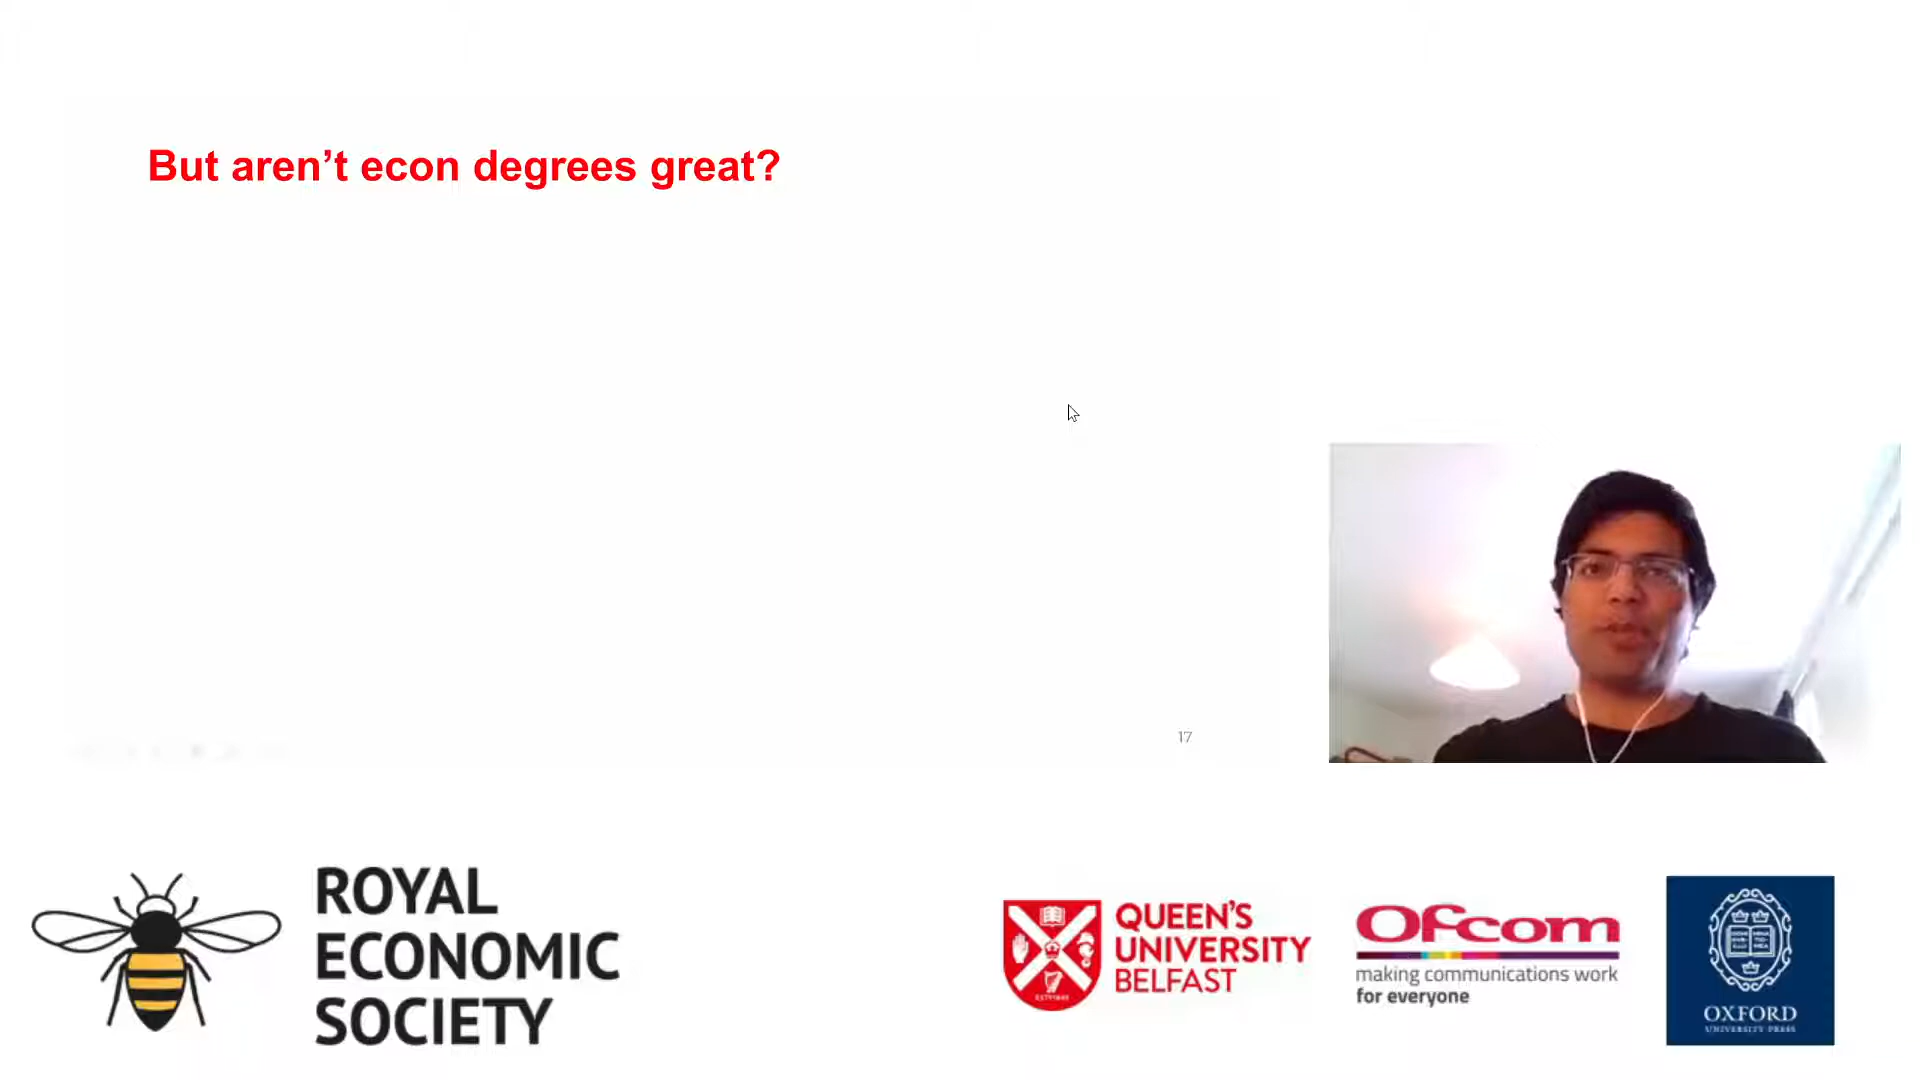 But aren’t econ degrees great?
17
ROYAL
ECONOMIC
SOCIETY
QUEEN'S
UNIVERSITY
BELFAST
Ofcom
making communications work
for everyone
OXFORD
UNIVERSITY PRESS